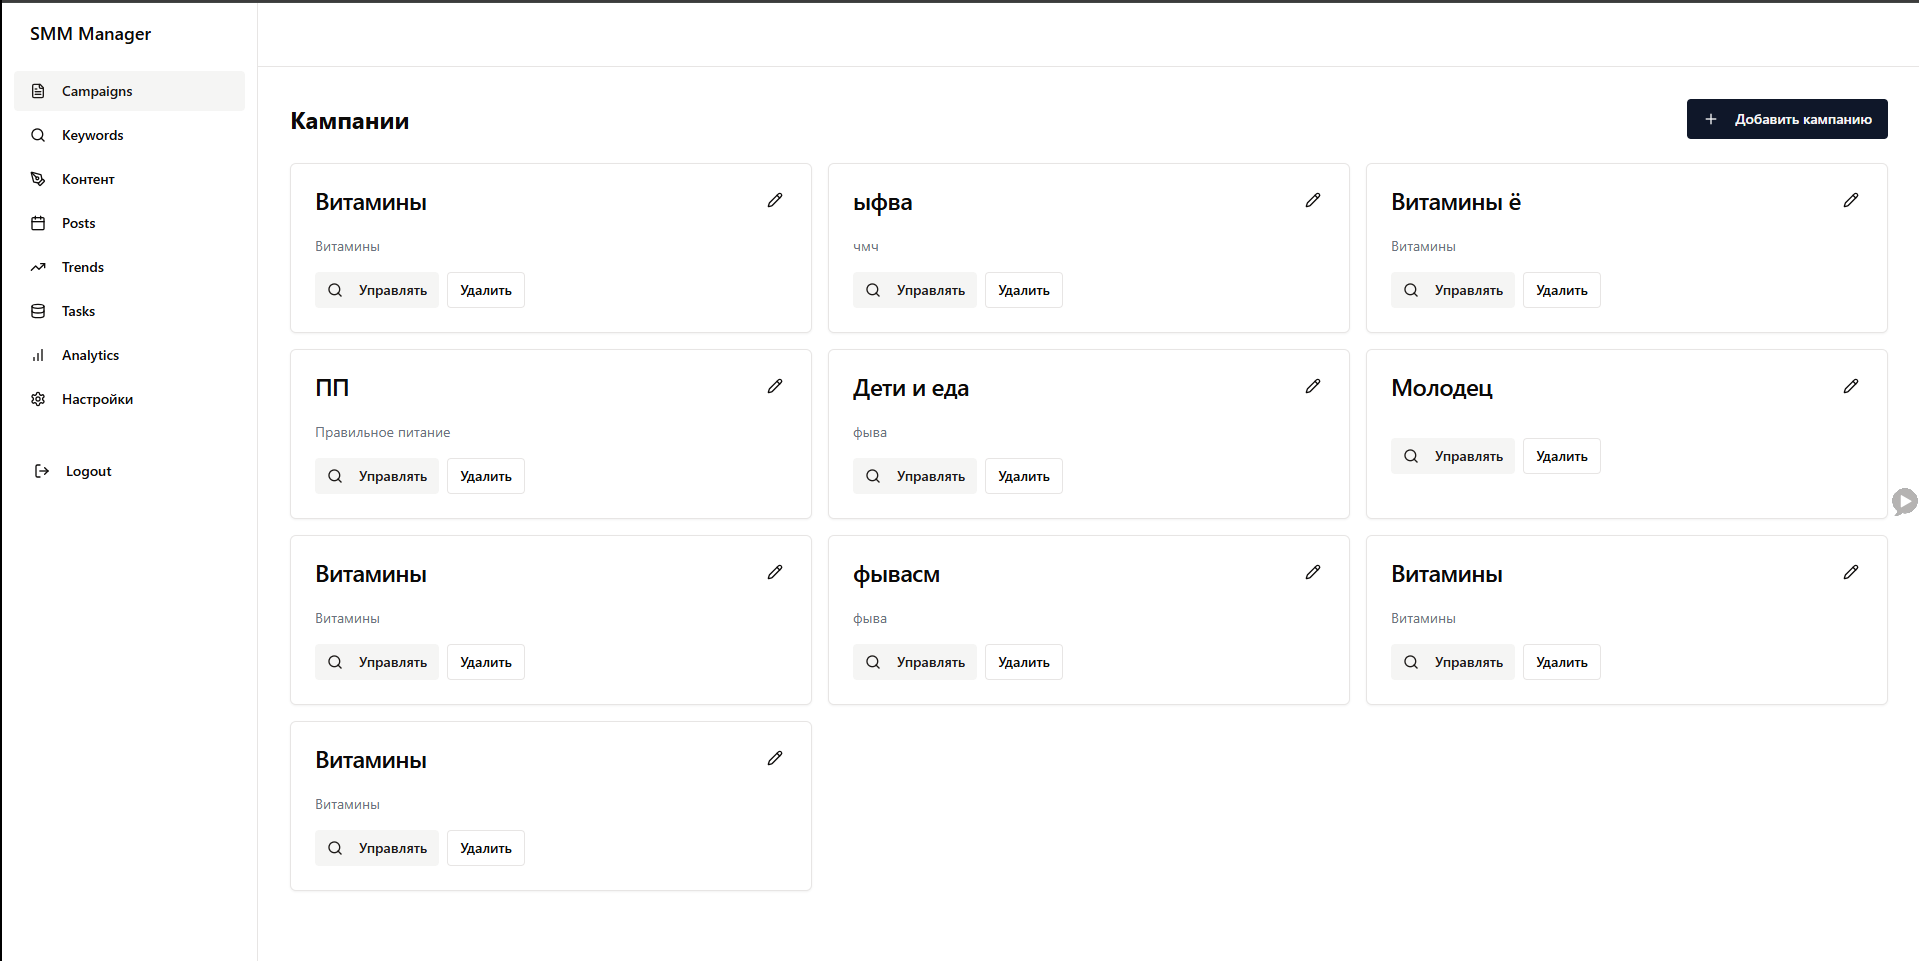 SMM Manager
Campaigns
Keywords
Контент
Posts
Trends
Tasks
Analytics
Настройки
Logout
Кампании
Добавить кампанию
Витамины
Витамины
Управлять Удалить
ыфва
чмч
Управлять Удалить
Витамины ё
Витамины
Управлять Удалить
ПП
Правильное питание
Управлять Удалить
Дети и еда
фыва
Управлять Удалить
Молодец
Управлять Удалить
Витамины
Витамины
Управлять Удалить
фывасм
фыва
Управлять Удалить
Витамины
Витамины
Управлять Удалить
Витамины
Витамины
Управлять Удалить